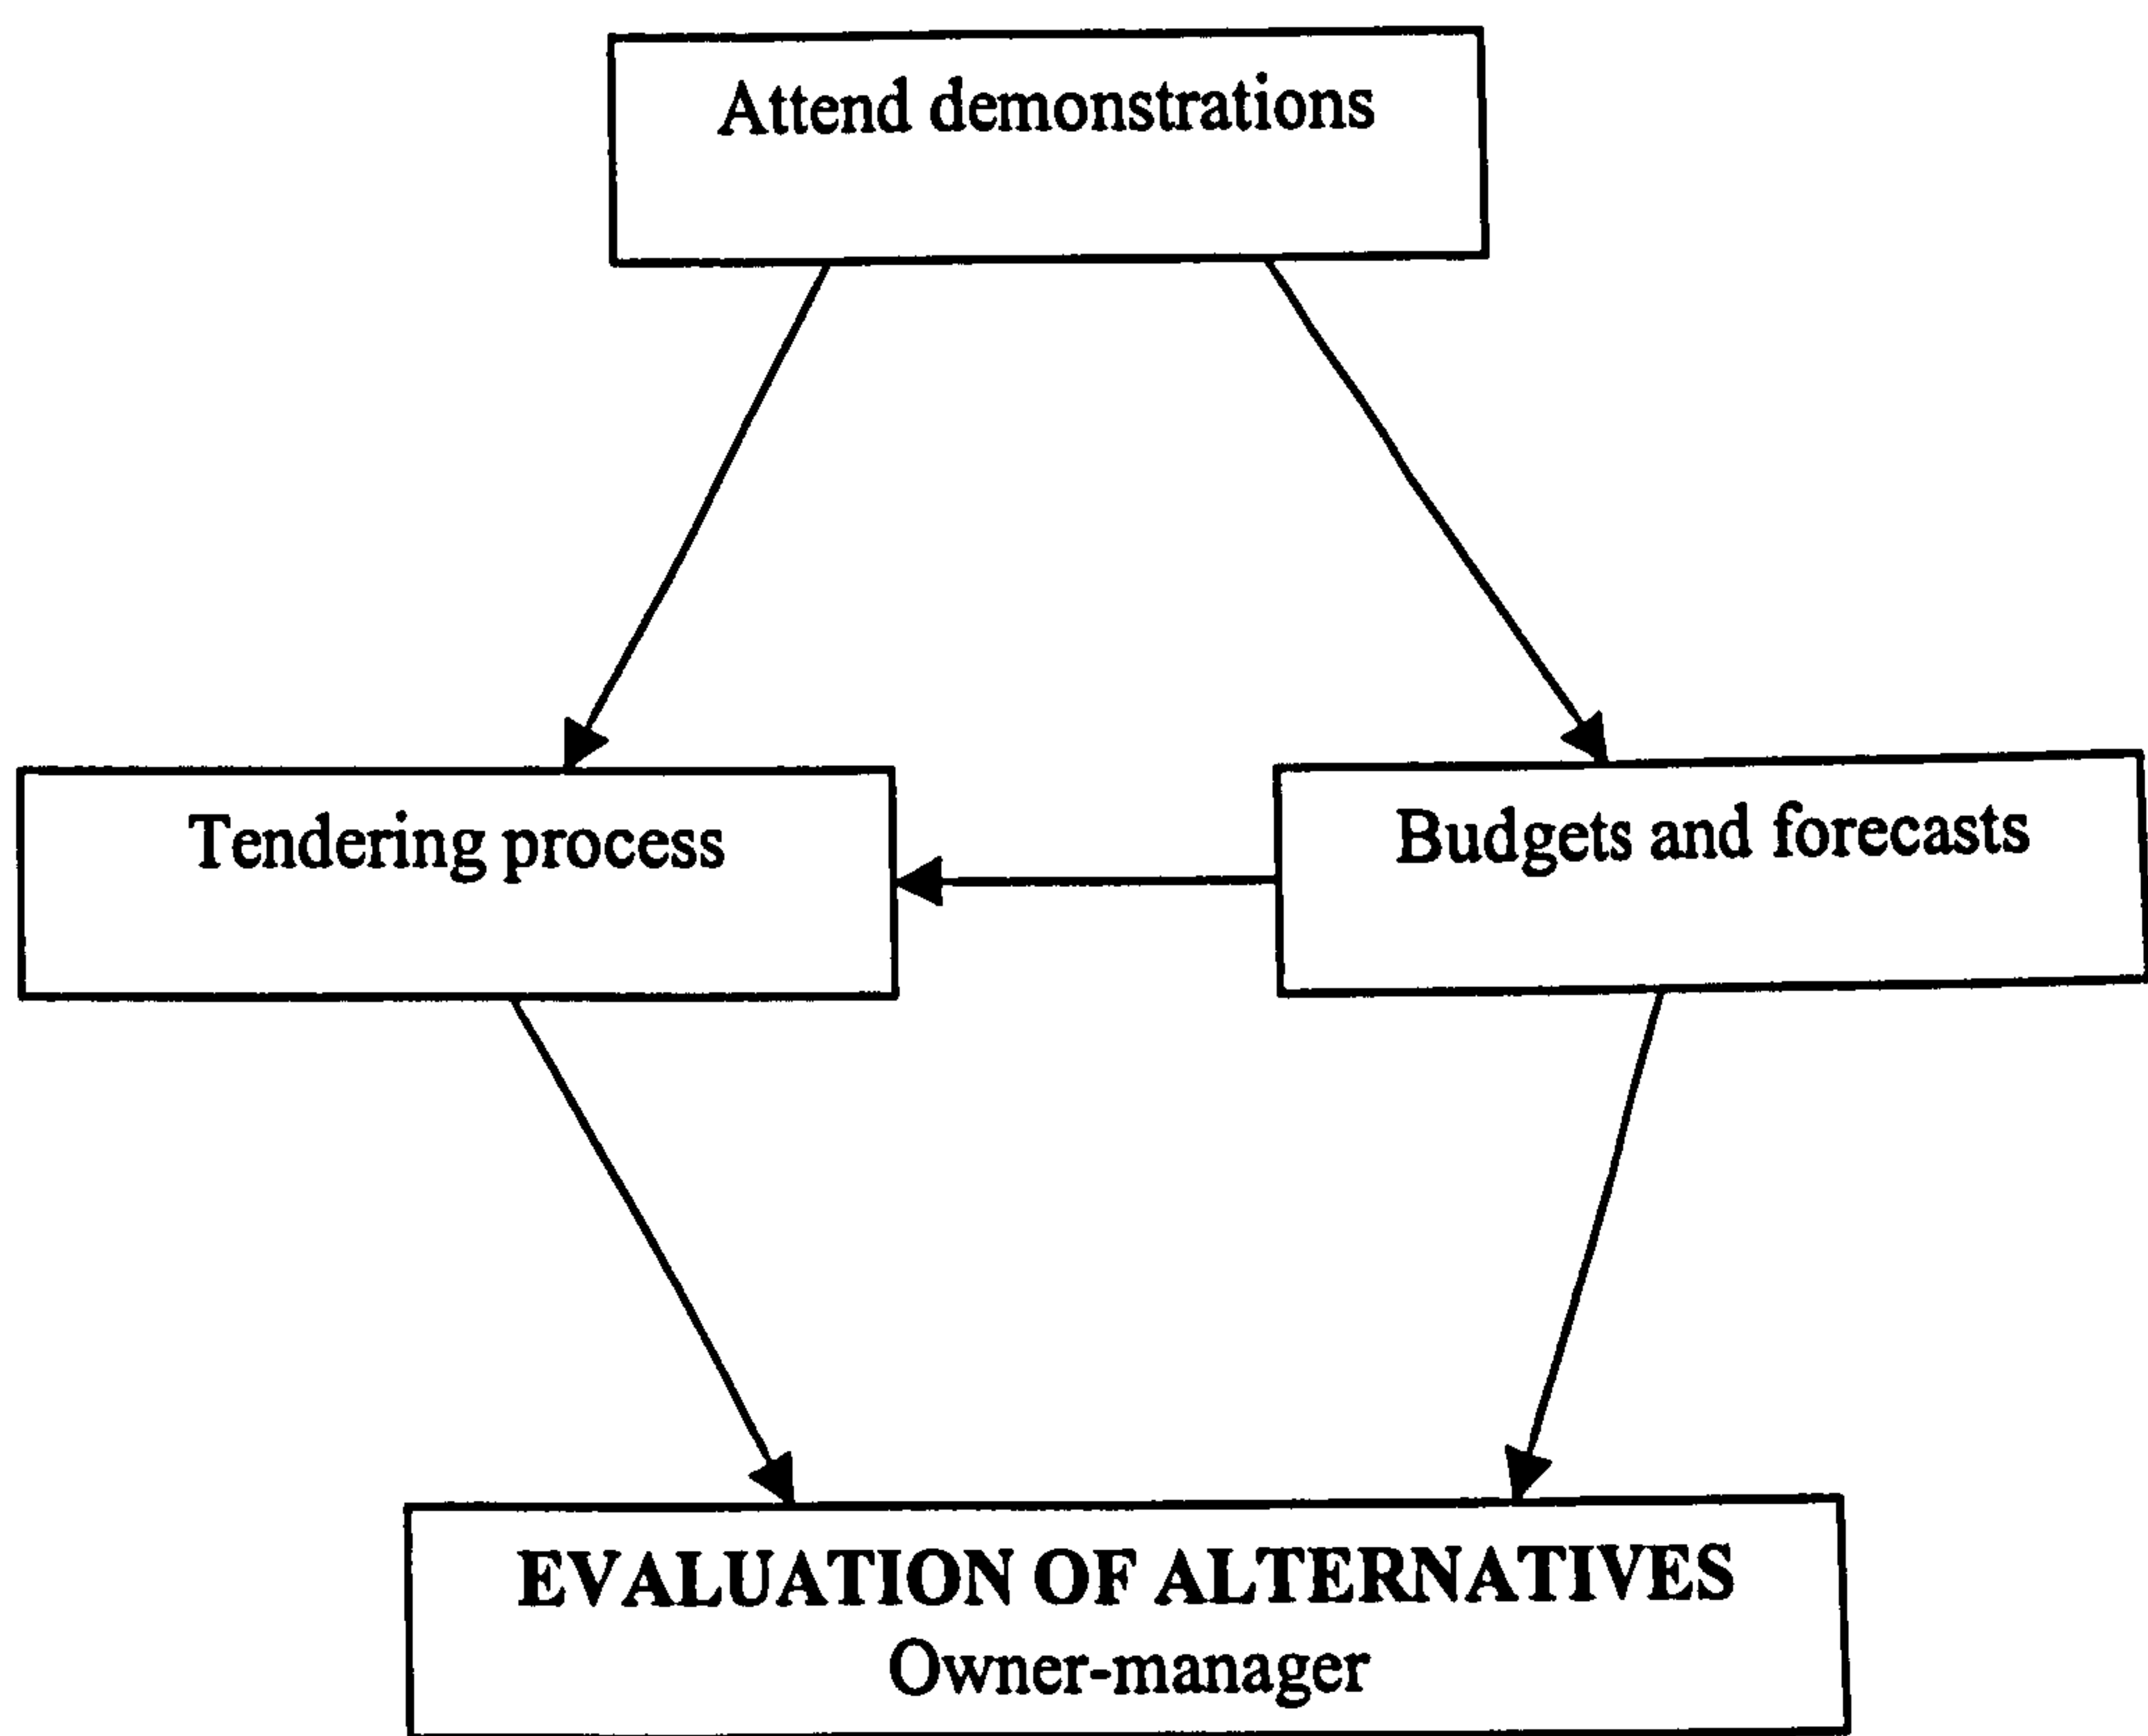 Attend demonstrations
Tendering process
Budgets and forecasts
EVALUATION OF ALTERNATIVES
Owner-manager